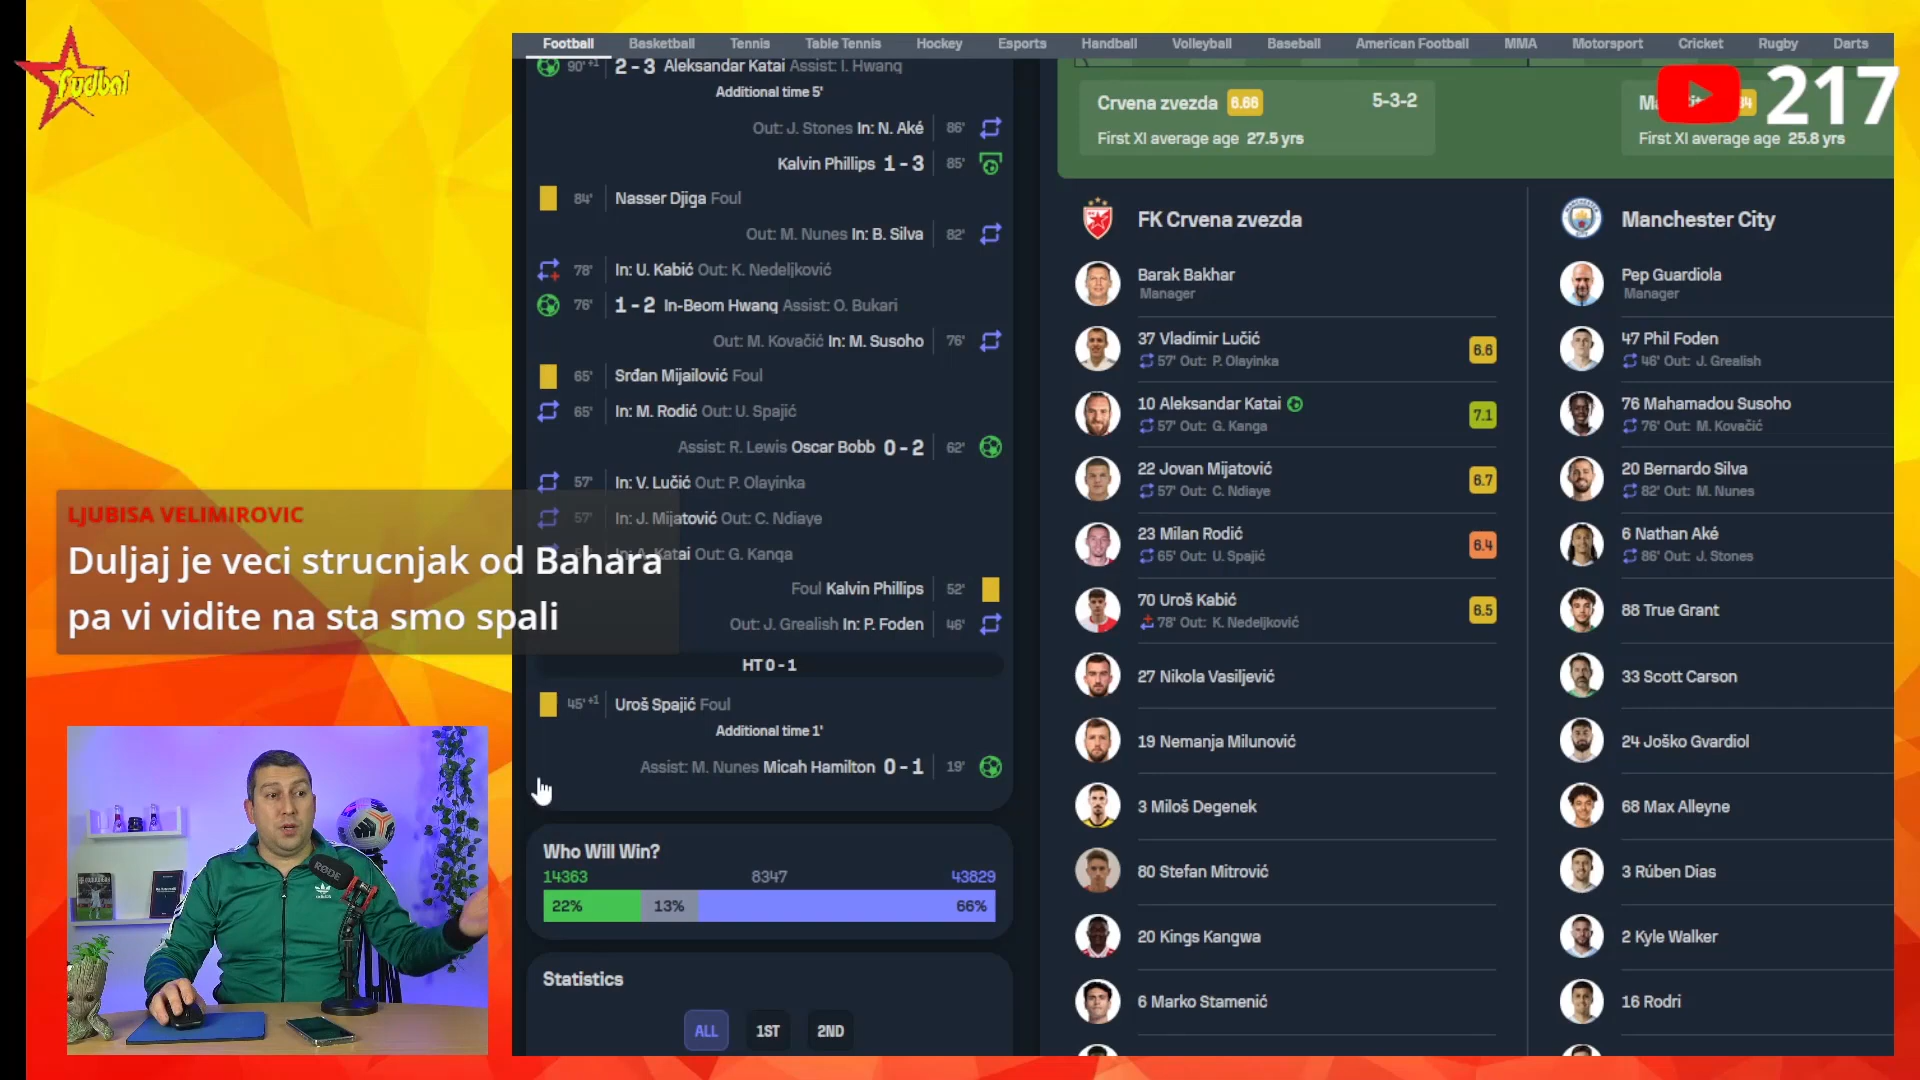 Fudbal
Football Basketball Tennis Table Tennis Hockey Esports Handball Volleyball Baseball American Football MMA Motorsport Cricket Rugby Darts
217
90'+1 2 - 3 Aleksandar Katai Assist: I. Hwang
Additional time 5'
Out: J. Stones In: N. Aké 86'
Kalvin Phillips 1 - 3 85'
84' Nasser Djiga Foul
Out: M. Nunes In: B. Silva 82'
78' In: U. Kabić Out: K. Nedeljković
76' 1 - 2 In-Beom Hwang Assist: O. Bukari
Out: M. Kovačić In: M. Susoho 76'
65' Srđan Mijailović Foul
65' In: M. Rodić Out: U. Spajić
Assist: R. Lewis Oscar Bobb 0 - 2 62'
57' In: V. Lučić Out: P. Olayinka
57' In: J. Mijatović Out: C. Ndiaye
In: A. Katai Out: G. Kanga
Foul Kalvin Phillips 52'
Out: J. Grealish In: P. Foden 46'
HT 0 - 1
45'+1 Uroš Spajić Foul
Additional time 1'
Assist: M. Nunes Micah Hamilton 0 - 1 19'
Who Will Win?
14363 8347 43829
22% 13% 66%
Statistics
ALL 1ST 2ND
LJUBISA VELIMIROVIC
Duljaj je veci strucnjak od Bahara
pa vi vidite na sta smo spali
RØDE
adidas
Crvena zvezda 6.66 5-3-2
First XI average age 27.5 yrs
First XI average age 25.8 yrs
FK Crvena zvezda
Barak Bakhar
Manager
37 Vladimir Lučić
57' Out: P. Olayinka
6.6
10 Aleksandar Katai
57' Out: G. Kanga
7.1
22 Jovan Mijatović
57' Out: C. Ndiaye
6.7
23 Milan Rodić
65' Out: U. Spajić
6.4
70 Uroš Kabić
78' Out: K. Nedeljković
6.5
27 Nikola Vasiljević
19 Nemanja Milunović
3 Miloš Degenek
80 Stefan Mitrović
20 Kings Kangwa
6 Marko Stamenić
Manchester City
Pep Guardiola
Manager
47 Phil Foden
46' Out: J. Grealish
76 Mahamadou Susoho
76' Out: M. Kovačić
20 Bernardo Silva
82' Out: M. Nunes
6 Nathan Aké
86' Out: J. Stones
88 True Grant
33 Scott Carson
24 Joško Gvardiol
68 Max Alleyne
3 Rúben Dias
2 Kyle Walker
16 Rodri